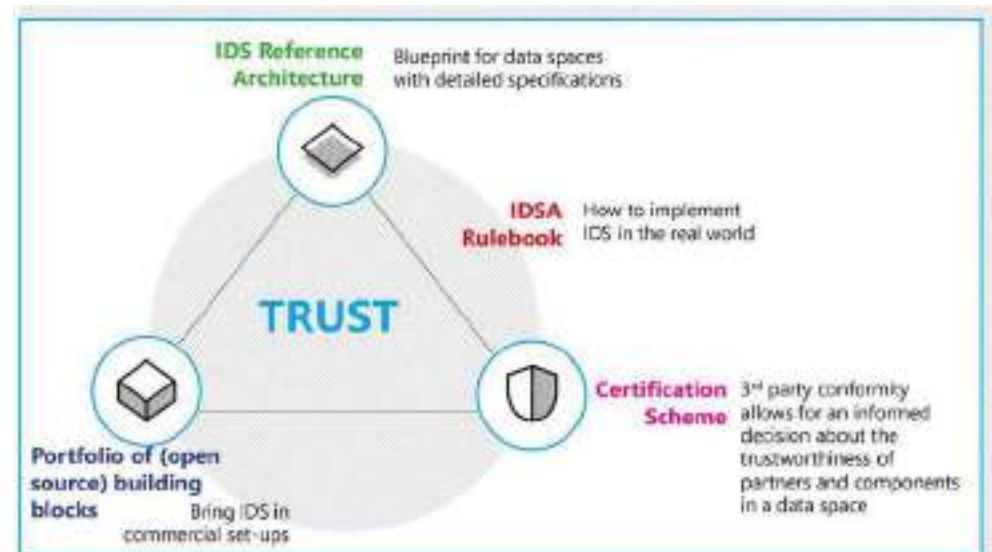 IDS Reference
Architecture
Blueprint for data spaces
with detailed specifications
IDSA
Rulebook
How to implement
IDS in the real world
TRUST
Certification
Scheme
3rd party conformity
allows for an informed
decision about the
trustworthiness of
partners and components
in a data space
Portfolio of (open
source) building
blocks
Bring IDS in
commercial set-ups